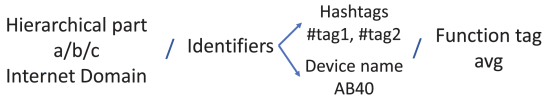 Hierarchical part
a/b/c
Internet Domain
/
Identifiers
Hashtags
#tag1, #tag2
Device name
AB40
/
Function tag
avg